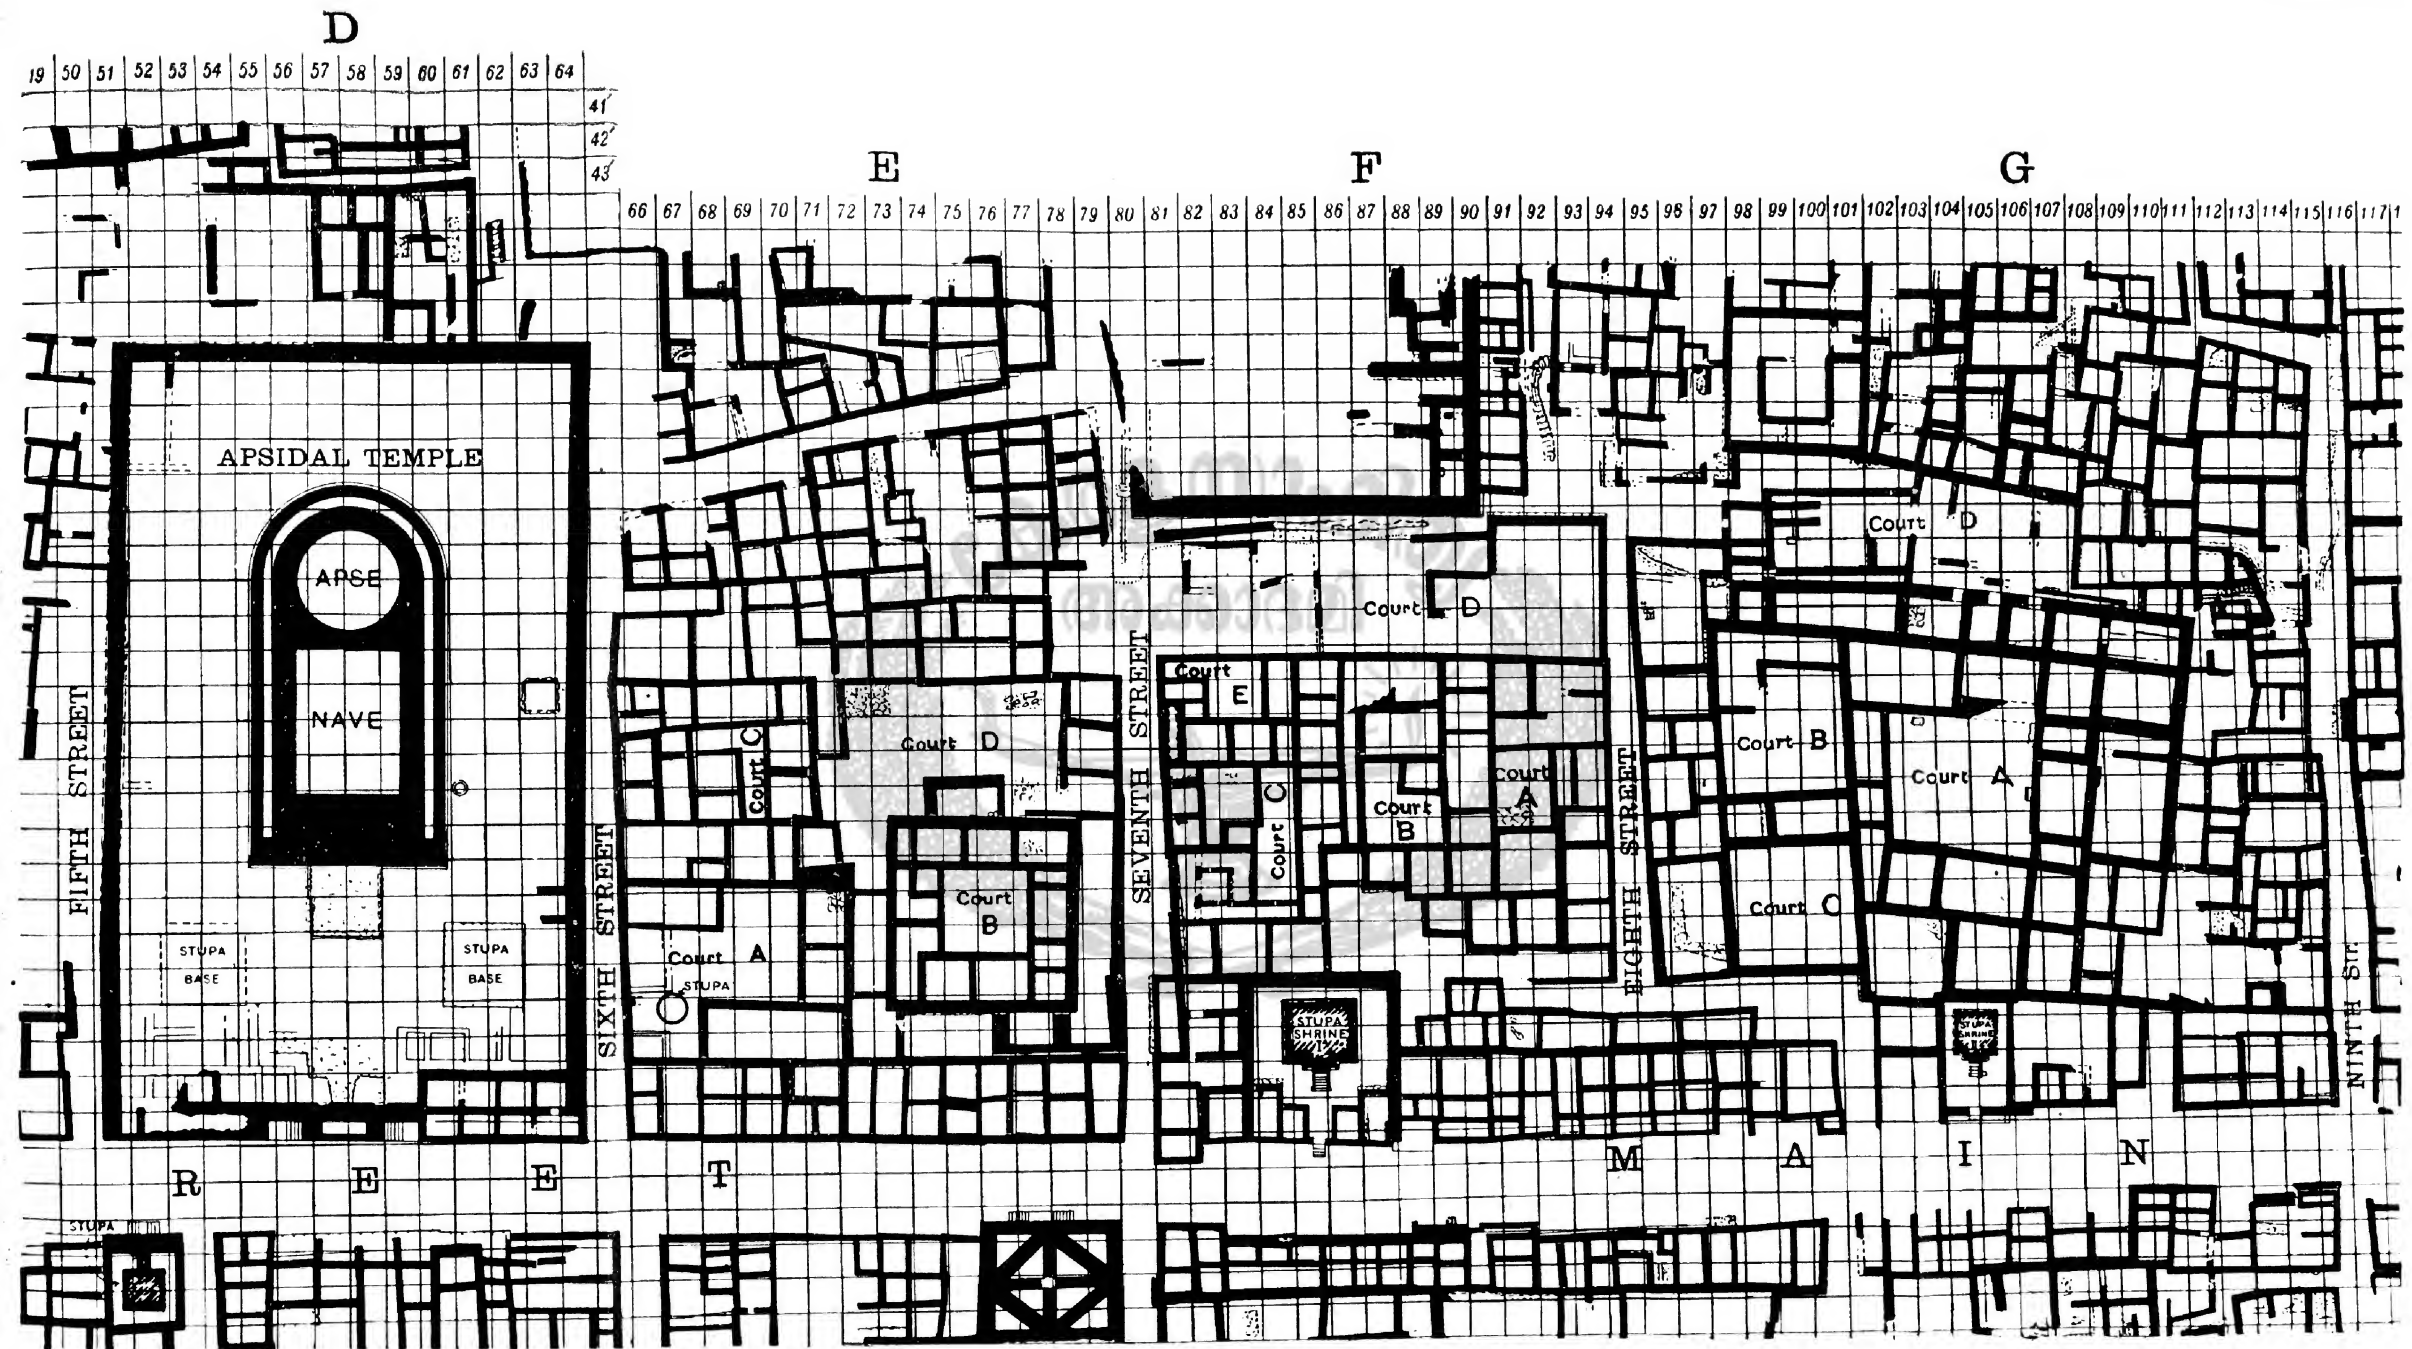 D
19 50 51 52 53 54 55 56 57 58 59 60 61 62 63 64
41
42
43
E F G
66 67 68 69 70 71 72 73 74 75 76 77 78 79 80 81 82 83 84 85 86 87 88 89 90 91 92 93 94 95 96 97 98 99 100 101 102 103 104 105 106 107 108 109 110 111 112 113 114 115 116 117 1
APSIDAL TEMPLE
APSE
NAVE
STUPA
BASE
STUPA
BASE
FIFTH STREET
SIXTH STREET
Court C
Court D
Court B
Court A
STUPA
SEVENTH STREET
Court D
Court E
Court C
Court B
Court A
STUPA
SHRINE
EIGHTH STREET
Court D
Court B
Court A
Court C
STUPA
SHRINE
NINTH ST.
R E E T M A I N
STUPA